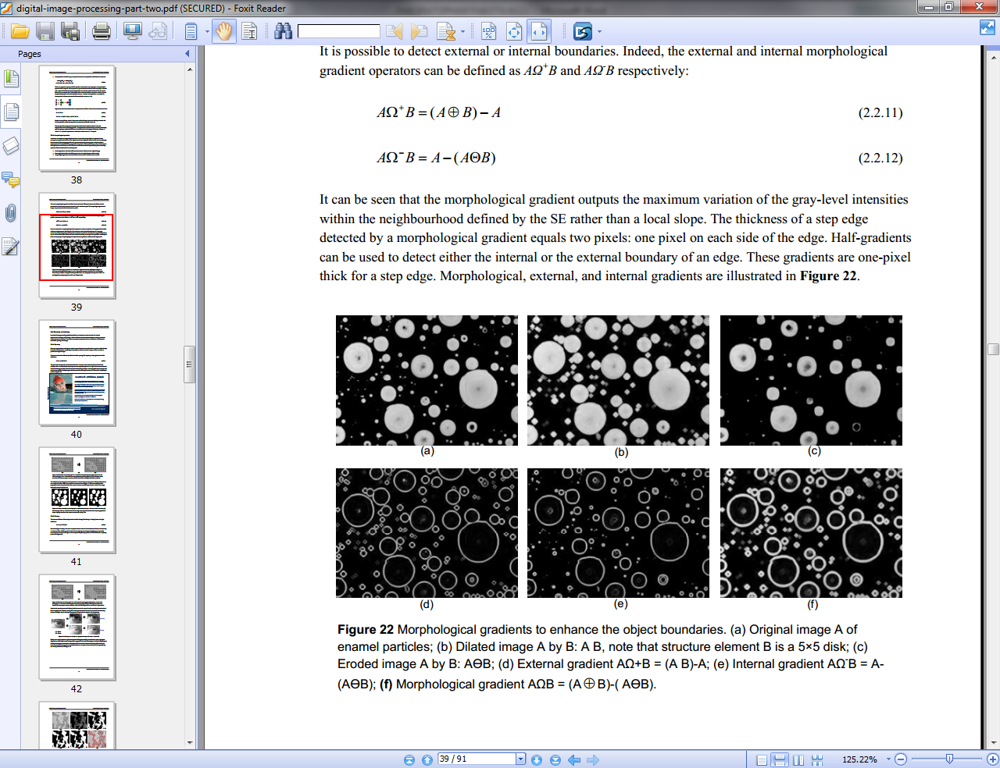 digital-image-processing-part-two.pdf (SECURED) - Foxit Reader
Pages
38
39
40
41
42
It is possible to detect external or internal boundaries. Indeed, the external and internal morphological
gradient operators can be defined as AΩ⁺B and AΩ⁻B respectively:
AΩ⁺B = (A ⊕ B) − A (2.2.11)
AΩ⁻B = A − (AΘB) (2.2.12)
It can be seen that the morphological gradient outputs the maximum variation of the gray-level intensities
within the neighbourhood defined by the SE rather than a local slope. The thickness of a step edge
detected by a morphological gradient equals two pixels: one pixel on each side of the edge. Half-gradients
can be used to detect either the internal or the external boundary of an edge. These gradients are one-pixel
thick for a step edge. Morphological, external, and internal gradients are illustrated in Figure 22.
(a) (b) (c)
(d) (e) (f)
Figure 22 Morphological gradients to enhance the object boundaries. (a) Original image A of
enamel particles; (b) Dilated image A by B: A B, note that structure element B is a 5×5 disk; (c)
Eroded image A by B: AΘB; (d) External gradient AΩ+B = (A B)-A; (e) Internal gradient AΩ⁻B = A-
(AΘB); (f) Morphological gradient AΩB = (A ⊕ B)-( AΘB).
39 / 91
125.22%